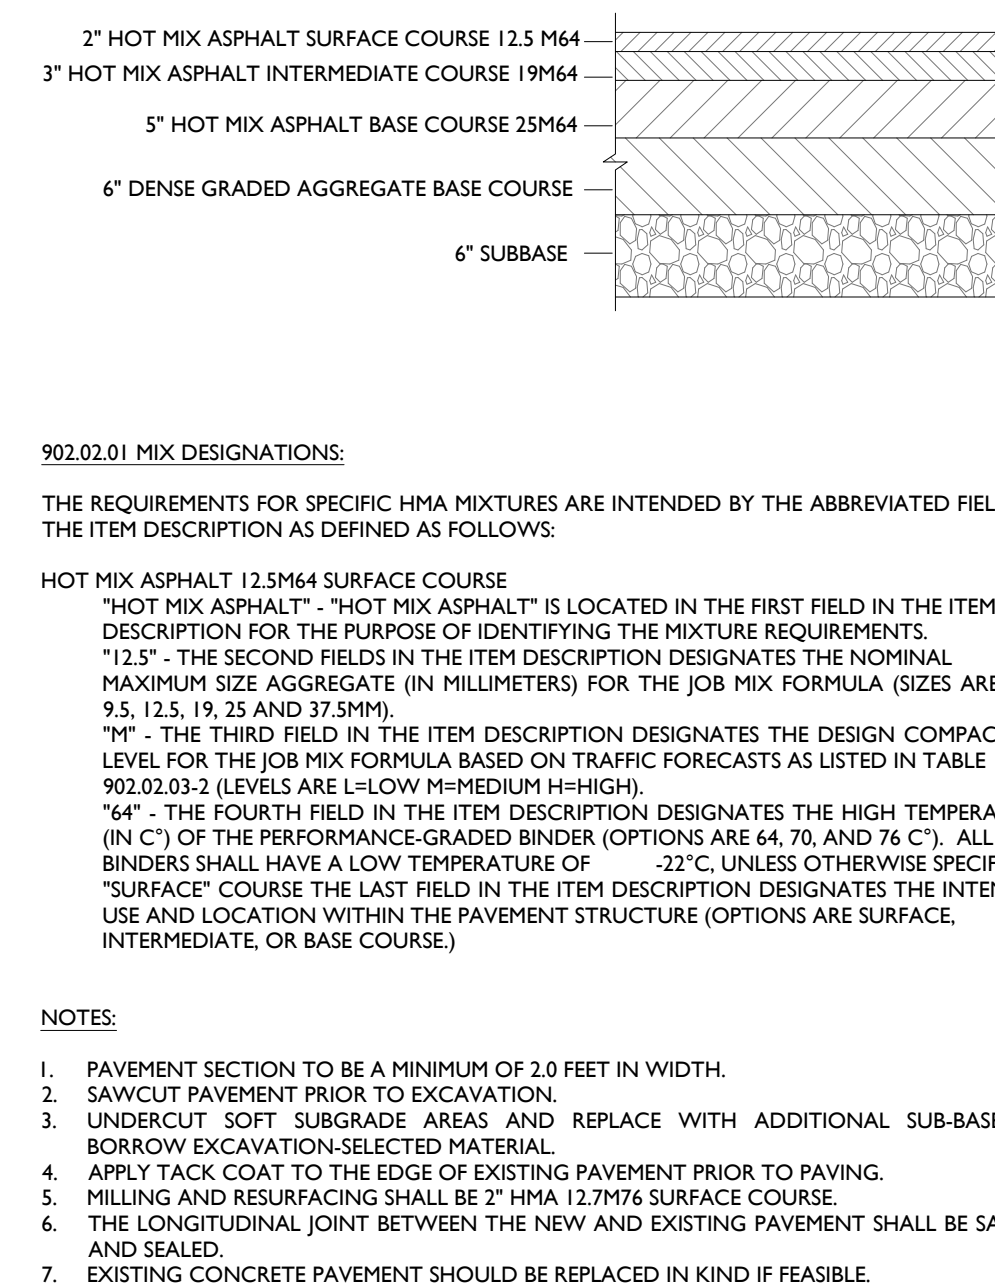 2" HOT MIX ASPHALT SURFACE COURSE 12.5 M64
3" HOT MIX ASPHALT INTERMEDIATE COURSE 19M64
5" HOT MIX ASPHALT BASE COURSE 25M64
6" DENSE GRADED AGGREGATE BASE COURSE
6" SUBBASE
902.02.01 MIX DESIGNATIONS:
THE REQUIREMENTS FOR SPECIFIC HMA MIXTURES ARE INTENDED BY THE ABBREVIATED FIEL
THE ITEM DESCRIPTION AS DEFINED AS FOLLOWS:
HOT MIX ASPHALT 12.5M64 SURFACE COURSE
"HOT MIX ASPHALT" - "HOT MIX ASPHALT" IS LOCATED IN THE FIRST FIELD IN THE ITEM
DESCRIPTION FOR THE PURPOSE OF IDENTIFYING THE MIXTURE REQUIREMENTS.
"12.5" - THE SECOND FIELDS IN THE ITEM DESCRIPTION DESIGNATES THE NOMINAL
MAXIMUM SIZE AGGREGATE (IN MILLIMETERS) FOR THE JOB MIX FORMULA (SIZES ARE
9.5, 12.5, 19, 25 AND 37.5MM).
"M" - THE THIRD FIELD IN THE ITEM DESCRIPTION DESIGNATES THE DESIGN COMPAC
LEVEL FOR THE JOB MIX FORMULA BASED ON TRAFFIC FORECASTS AS LISTED IN TABLE
902.02.03-2 (LEVELS ARE L=LOW M=MEDIUM H=HIGH).
"64" - THE FOURTH FIELD IN THE ITEM DESCRIPTION DESIGNATES THE HIGH TEMPERA
(IN C°) OF THE PERFORMANCE-GRADED BINDER (OPTIONS ARE 64, 70, AND 76 C°). ALL
BINDERS SHALL HAVE A LOW TEMPERATURE OF -22°C, UNLESS OTHERWISE SPECIF
"SURFACE" COURSE THE LAST FIELD IN THE ITEM DESCRIPTION DESIGNATES THE INTEN
USE AND LOCATION WITHIN THE PAVEMENT STRUCTURE (OPTIONS ARE SURFACE,
INTERMEDIATE, OR BASE COURSE.)
NOTES:
1. PAVEMENT SECTION TO BE A MINIMUM OF 2.0 FEET IN WIDTH.
2. SAWCUT PAVEMENT PRIOR TO EXCAVATION.
3. UNDERCUT SOFT SUBGRADE AREAS AND REPLACE WITH ADDITIONAL SUB-BASE
BORROW EXCAVATION-SELECTED MATERIAL.
4. APPLY TACK COAT TO THE EDGE OF EXISTING PAVEMENT PRIOR TO PAVING.
5. MILLING AND RESURFACING SHALL BE 2" HMA 12.7M76 SURFACE COURSE.
6. THE LONGITUDINAL JOINT BETWEEN THE NEW AND EXISTING PAVEMENT SHALL BE SA
AND SEALED.
7. EXISTING CONCRETE PAVEMENT SHOULD BE REPLACED IN KIND IF FEASIBLE.